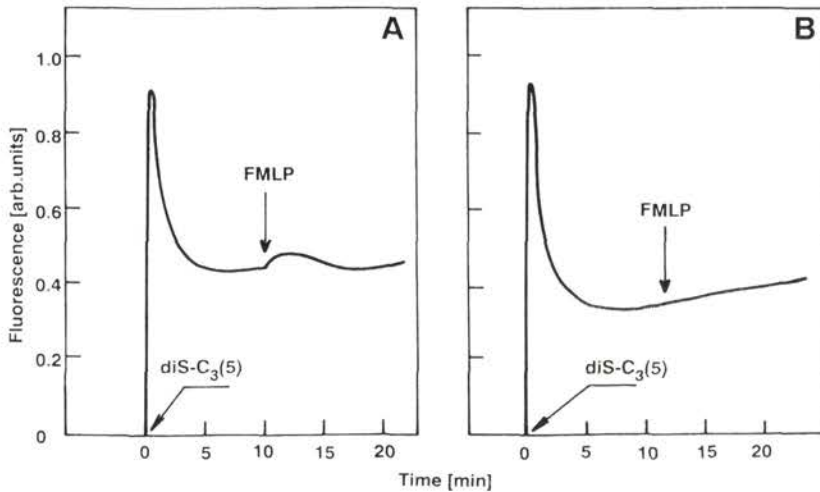 A
B
Fluorescence [arb.units]
1.0
0.8
0.6
0.4
0.2
0
FMLP
FMLP
diS-C3(5)
diS-C3(5)
0 5 10 15 20
0 5 10 15 20
Time [min]